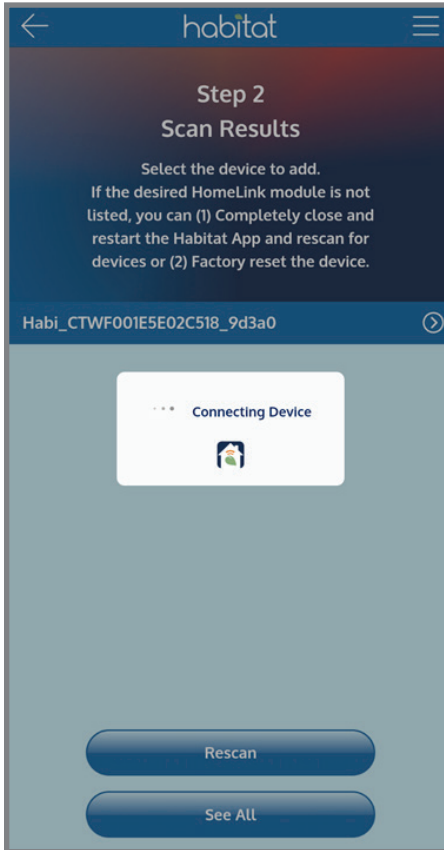 habitat
Step 2
Scan Results
Select the device to add.
If the desired HomeLink module is not
listed, you can (1) Completely close and
restart the Habitat App and rescan for
devices or (2) Factory reset the device.
Habi_CTWF001E5E02C518_9d3a0
Connecting Device
Rescan
See All